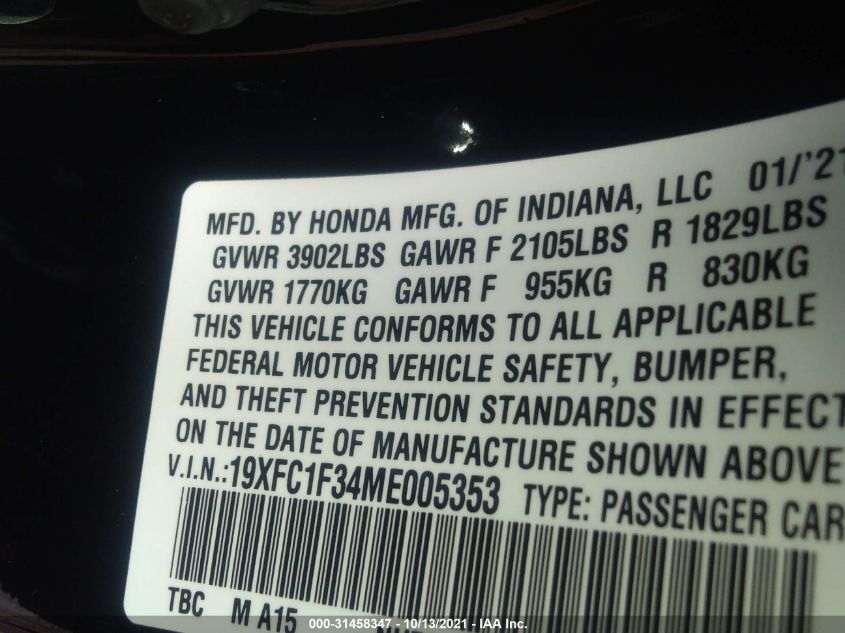 MFD. BY HONDA MFG. OF INDIANA, LLC 01/'21
GVWR 3902LBS GAWR F 2105LBS R 1829LBS
GVWR 1770KG GAWR F 955KG R 830KG
THIS VEHICLE CONFORMS TO ALL APPLICABLE
FEDERAL MOTOR VEHICLE SAFETY, BUMPER,
AND THEFT PREVENTION STANDARDS IN EFFECT
ON THE DATE OF MANUFACTURE SHOWN ABOVE
V.I.N.:19XFC1F34ME005353 TYPE: PASSENGER CAR
TBC M A15
000-31458347 - 10/13/2021 - IAA Inc.